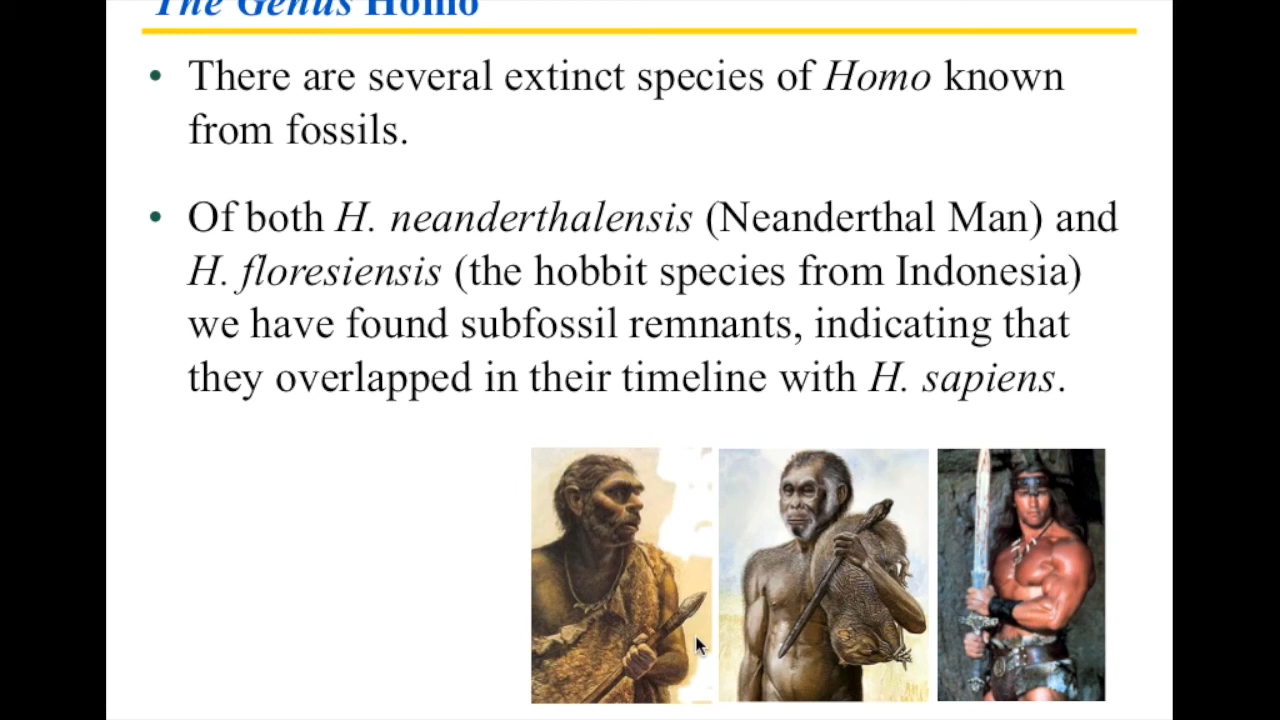 The Genus Homo
• There are several extinct species of Homo known
from fossils.
• Of both H. neanderthalensis (Neanderthal Man) and
H. floresiensis (the hobbit species from Indonesia)
we have found subfossil remnants, indicating that
they overlapped in their timeline with H. sapiens.